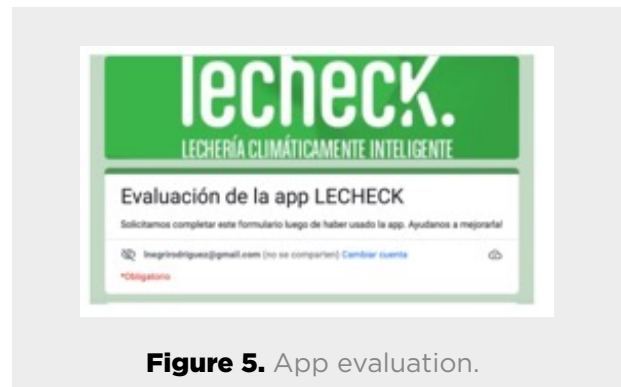 lecheck.
LECHERÍA CLIMÁTICAMENTE INTELIGENTE
Evaluación de la app LECHECK
Solicitamos completar este formulario luego de haber usado la app. Ayudanos a mejorarla!
lnegrirodriguez@gmail.com (no se comparten) Cambiar cuenta
*Obligatorio
Figure 5. App evaluation.